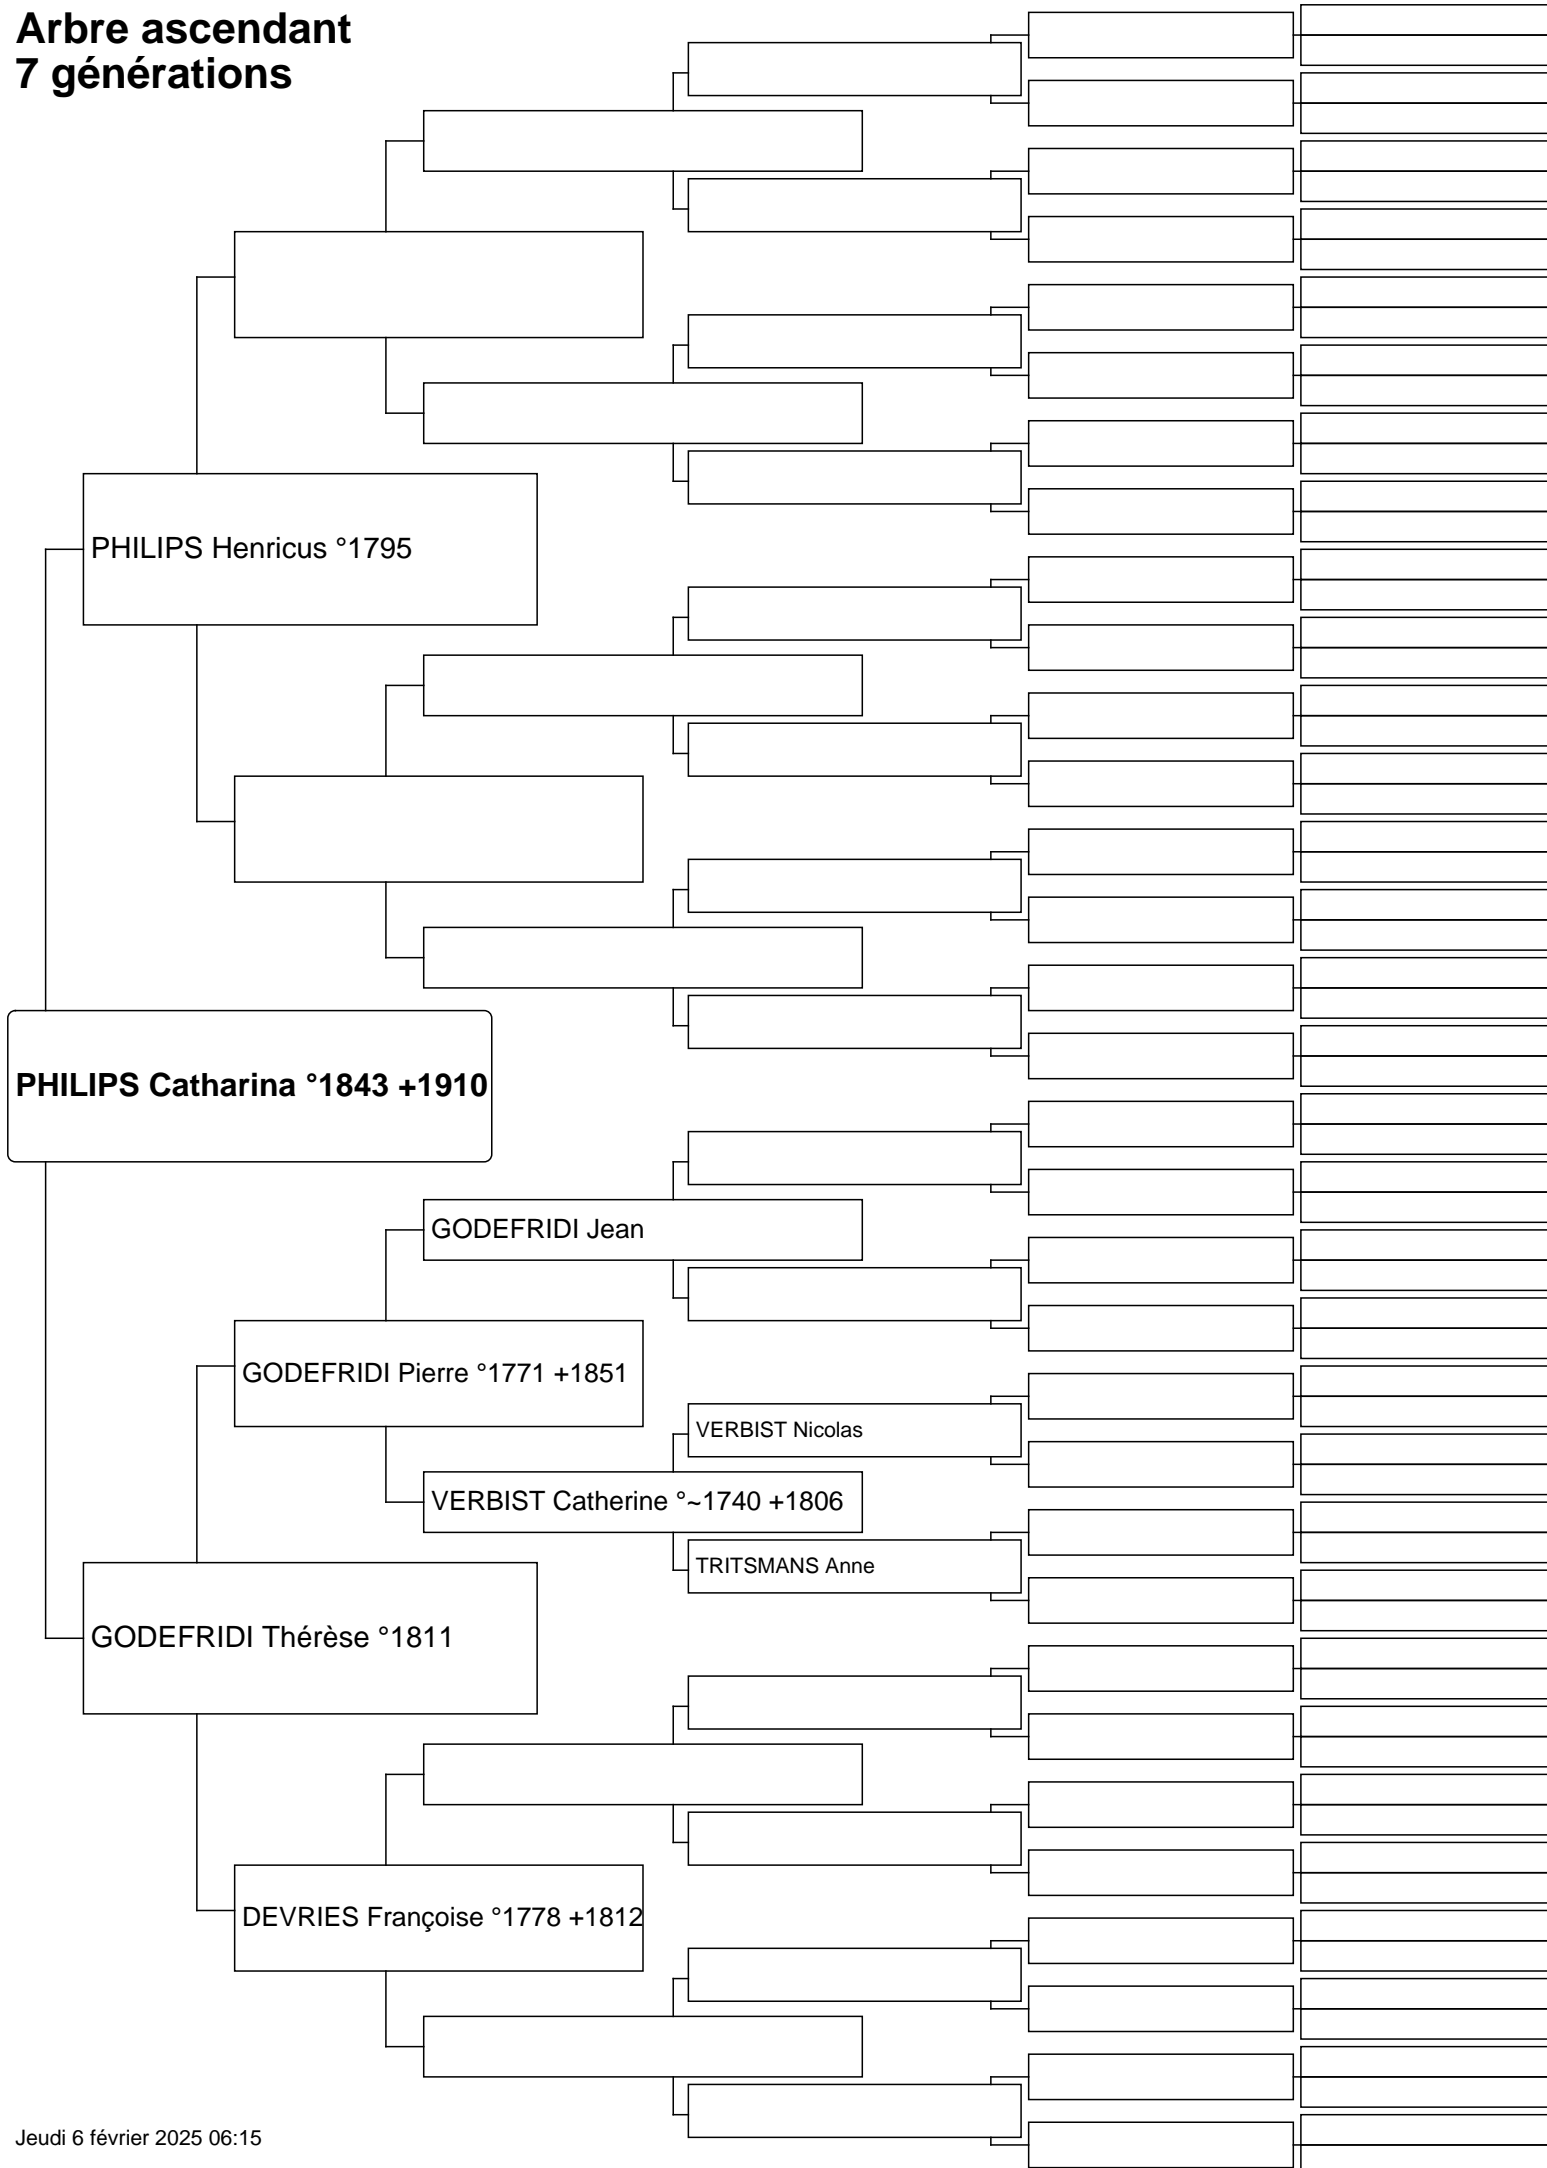 Arbre ascendant
7 générations
PHILIPS Henricus °1795
PHILIPS Catharina °1843 +1910
GODEFRIDI Jean
GODEFRIDI Pierre °1771 +1851
VERBIST Nicolas
VERBIST Catherine °~1740 +1806
TRITSMANS Anne
GODEFRIDI Thérèse °1811
DEVRIES Françoise °1778 +1812
Jeudi 6 février 2025 06:15